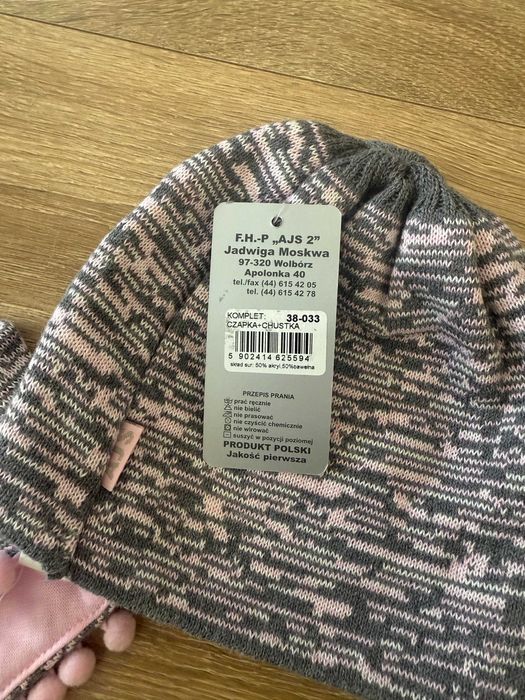 F.H.-P „AJS 2”
Jadwiga Moskwa
97-320 Wolbórz
Apolonka 40
tel./fax (44) 615 42 05
tel. (44) 615 42 78
KOMPLET: 38-033
CZAPKA+CHUSTKA
5 902414 625594
skład sur: 50% akryl,50%bawełna
PRZEPIS PRANIA
prać ręcznie
nie bielić
nie prasować
nie czyścić chemicznie
nie wirować
suszyć w pozycji poziomej
PRODUKT POLSKI
Jakość pierwsza
AJS